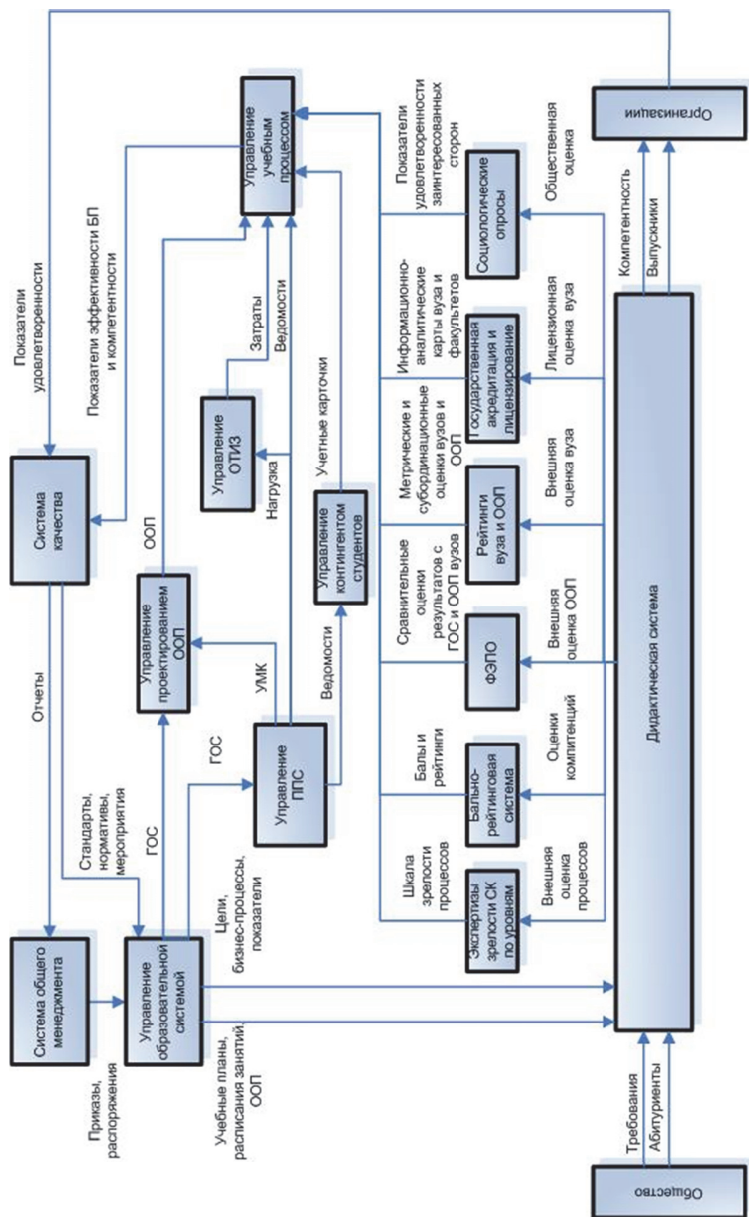 Показатели
удовлетворенности
Показатели эффективности БП
и компетентности
Отчеты
Система
качества
Стандарты,
нормативы,
мероприятия
Система общего
менеджмента
Приказы,
распоряжения
Управление
образовательной
системой
ГОС
ГОС
Управление
проектированием
ООП
ООП
Управление
учебным
процессом
УМК
Управление
ОТИЗ
Затраты
Ведомости
Нагрузка
Управление
ППС
Ведомости
Управление
контингентом
студентов
Учетные карточки
Цели,
бизнес-процессы,
показатели
Учебные планы,
расписания занятий,
ООП
Шкала
зрелости
процессов
Балы и
рейтинги
Сравнительные
оценки
результатов с
ГОС и ООП вузов
Метрические и
субординационные
оценки вузов и
ООП
Информационно-
аналитические
карты вуза и
факультетов
Показатели
удовлетворенности
заинтересованных
сторон
Экспертизы
зрелости СК
по уровням
Бально-
рейтинговая
система
ФЭПО
Рейтинги
вуза и ООП
Государственная
акредитация и
лицензирование
Социологические
опросы
Внешняя
оценка
процессов
Оценки
компитенций
Внешняя
оценка ООП
Внешняя
оценка вуза
Лицензионная
оценка вуза
Общественная
оценка
Общество
Требования
Абитуриенты
Дидактическая система
Компетентность
Выпускники
Организации